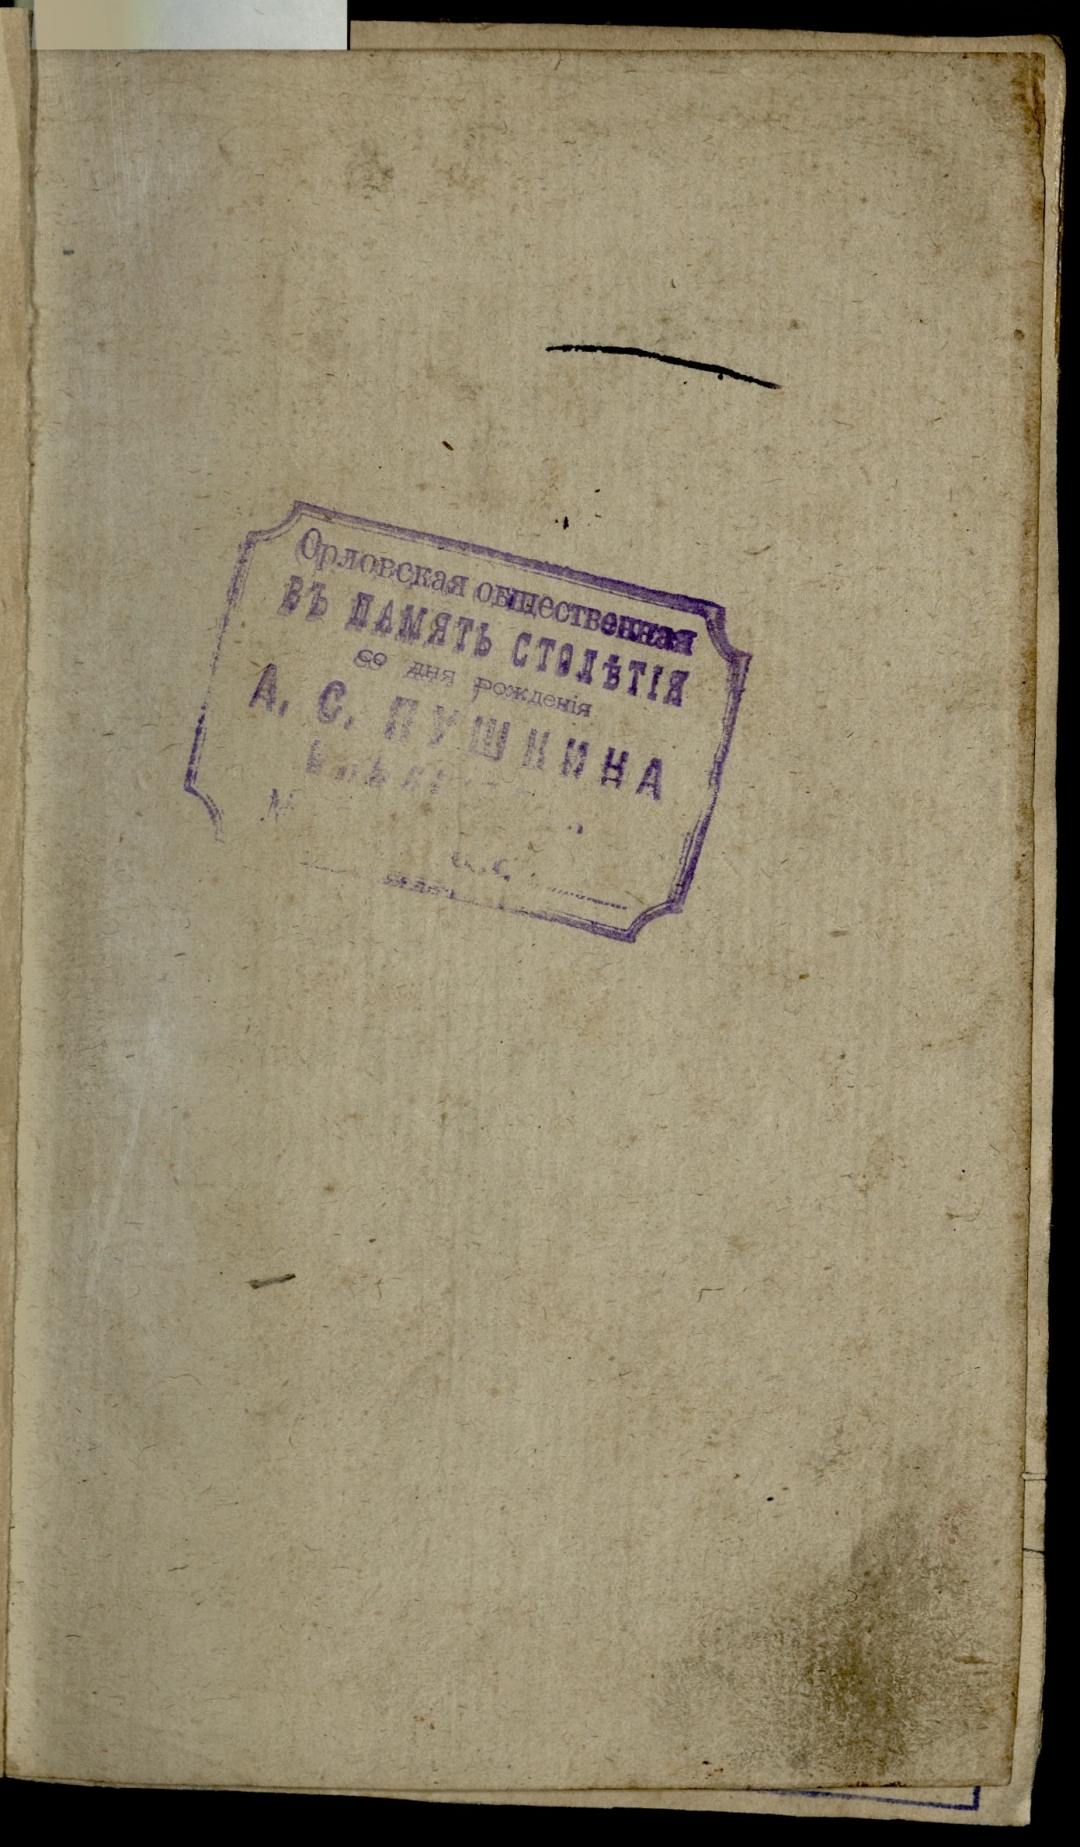 Орловская общественная
ВЪ ПАМЯТЬ СТОЛѢТІЯ
со дня рожденія
А. С. ПУШКИНА